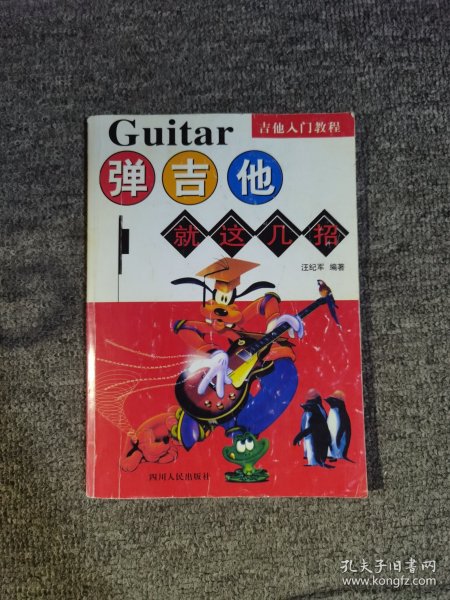 Guitar
吉他入门教程
弹吉他
就这几招
汪纪军 编著
四川人民出版社
孔夫子旧书网
www.kongfz.com